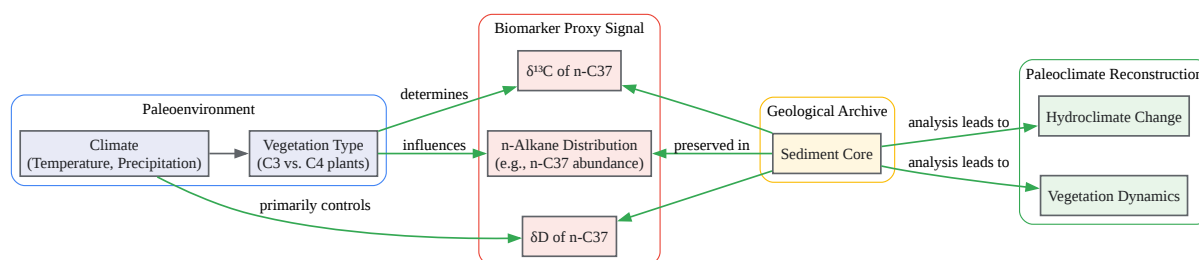 Biomarker Proxy Signal
δ¹³C of n-C37
n-Alkane Distribution
(e.g., n-C37 abundance)
δD of n-C37
Paleoenvironment
Climate
(Temperature, Precipitation)
Vegetation Type
(C3 vs. C4 plants)
determines
influences
primarily controls
Geological Archive
Sediment Core
preserved in
analysis leads to
analysis leads to
Paleoclimate Reconstruction
Hydroclimate Change
Vegetation Dynamics